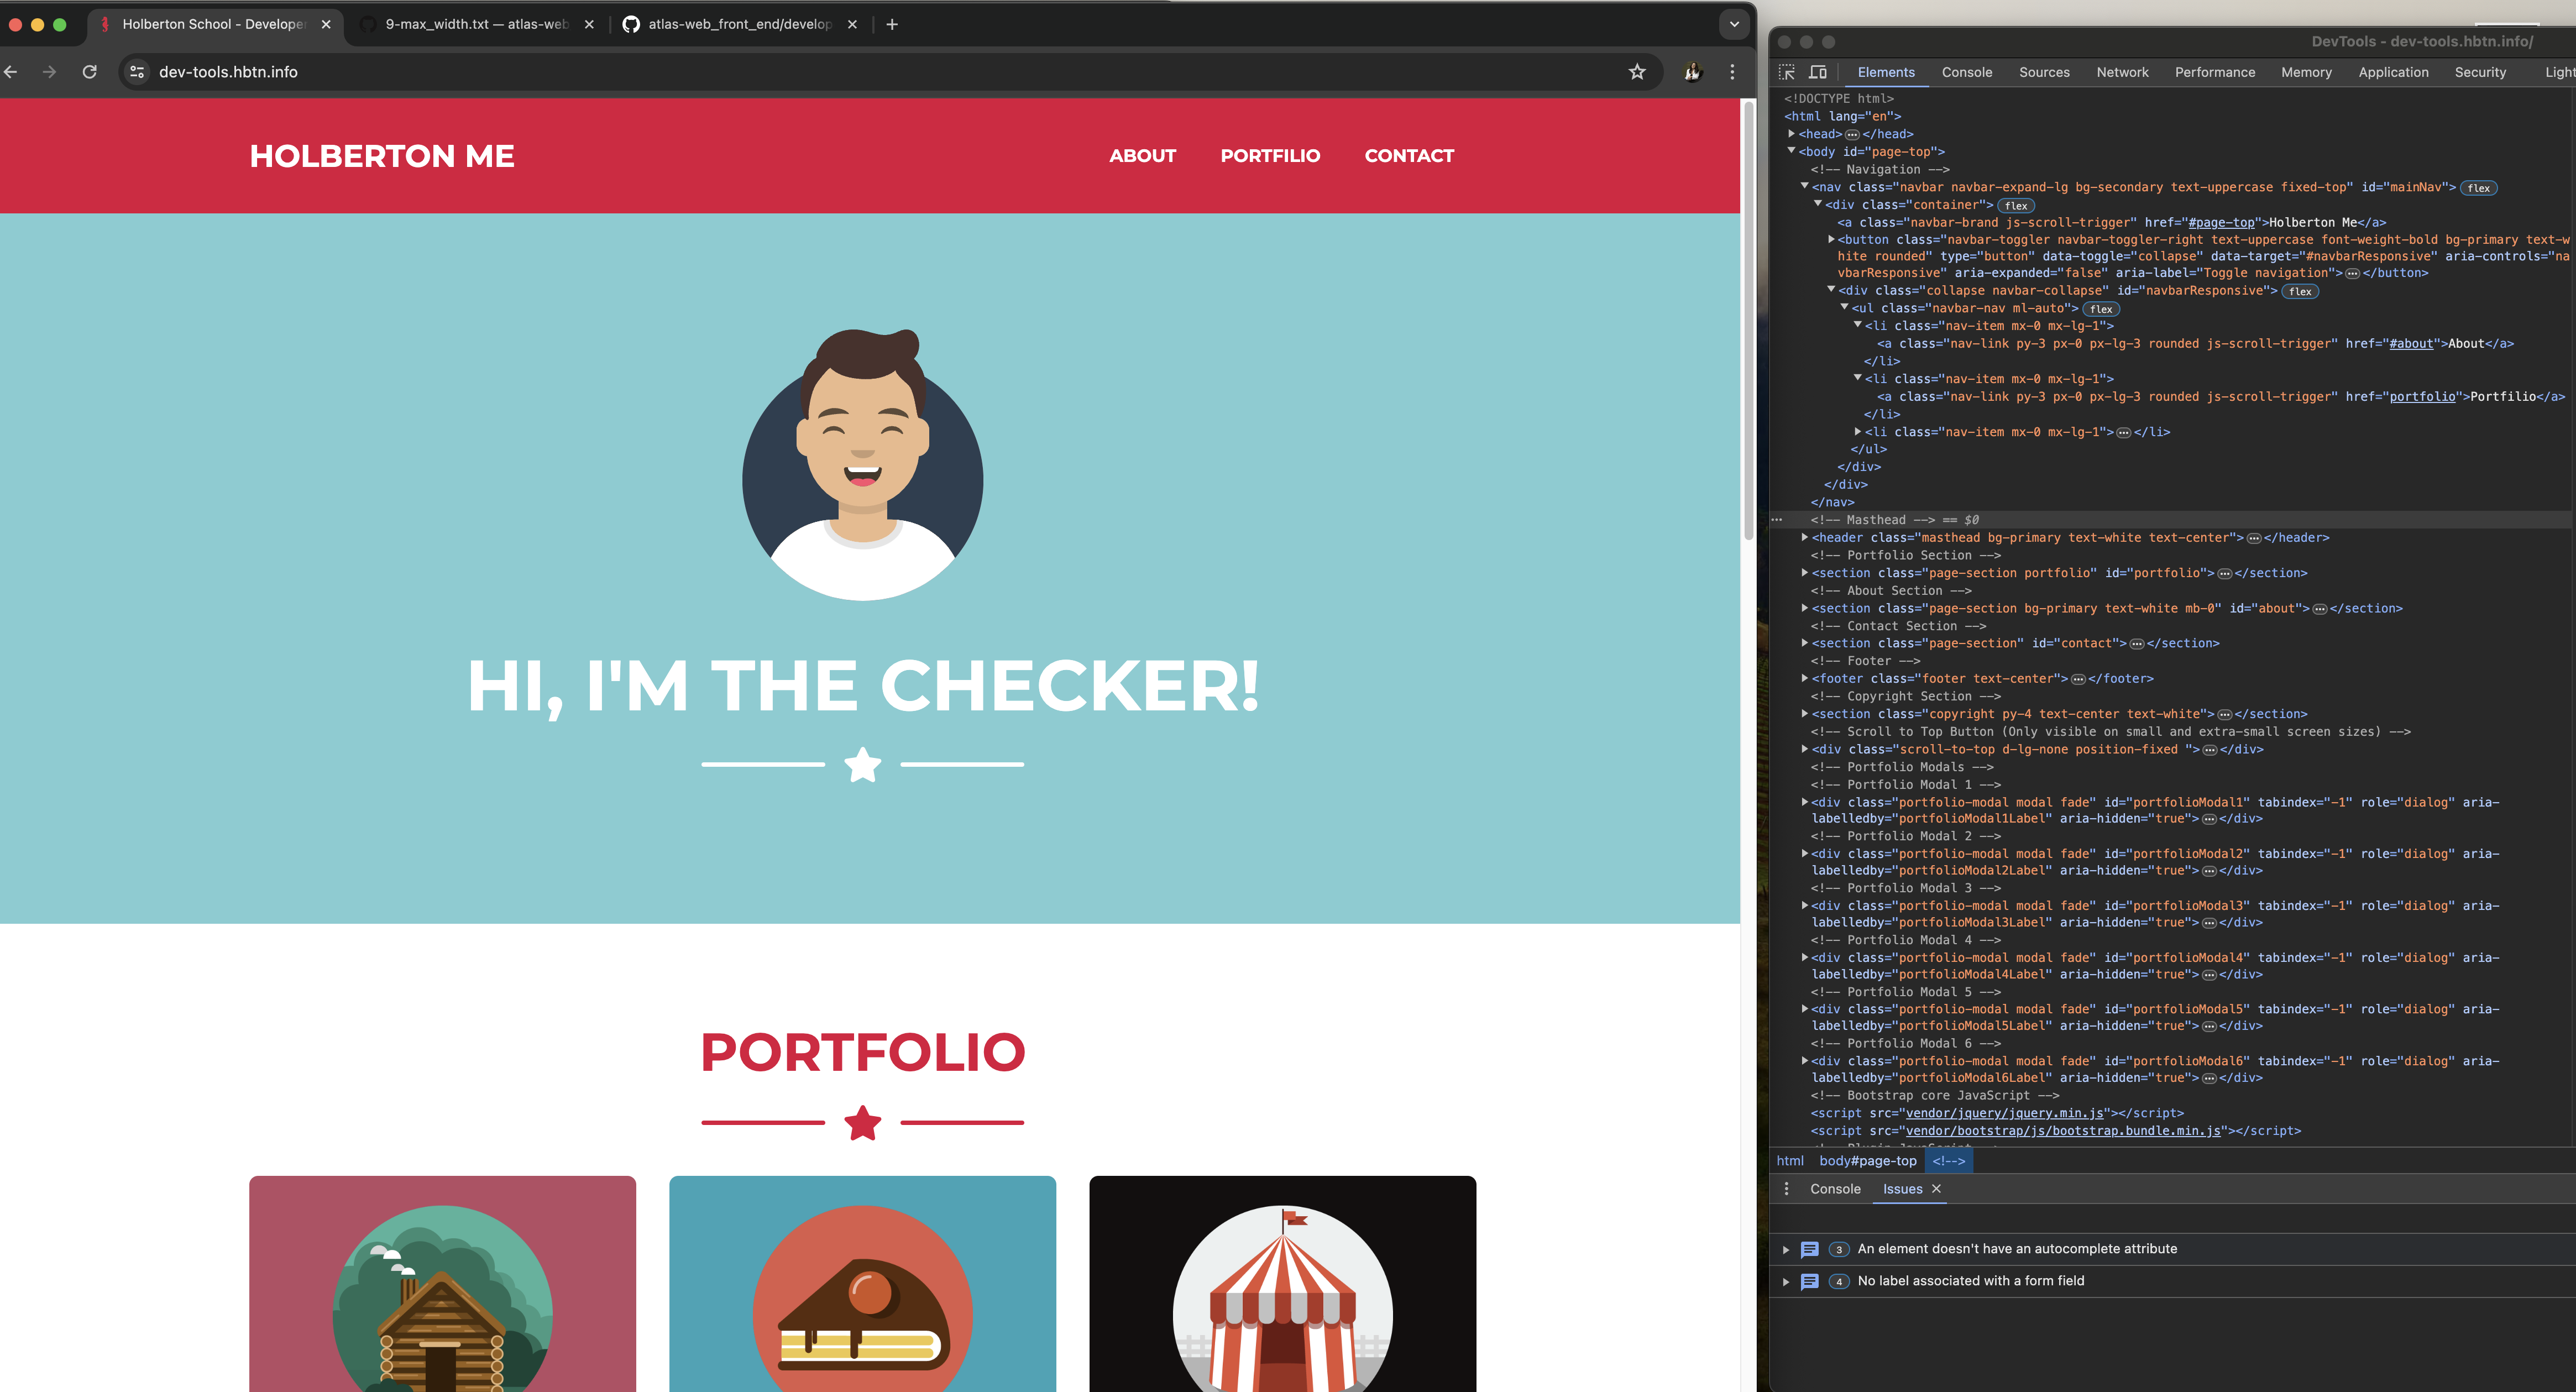 Holberton School - Develope
9-max_width.txt — atlas-web
atlas-web_front_end/develop
dev-tools.hbtn.info
HOLBERTON ME
ABOUT
PORTFILIO
CONTACT
HI, I'M THE CHECKER!
PORTFOLIO
DevTools - dev-tools.hbtn.info/
Elements
Console
Sources
Network
Performance
Memory
Application
Security
Light
<!DOCTYPE html>
<html lang="en">
<head>…</head>
<body id="page-top">
<!-- Navigation -->
<nav class="navbar navbar-expand-lg bg-secondary text-uppercase fixed-top" id="mainNav"> flex
<div class="container"> flex
<a class="navbar-brand js-scroll-trigger" href="#page-top">Holberton Me</a>
<button class="navbar-toggler navbar-toggler-right text-uppercase font-weight-bold bg-primary text-w
hite rounded" type="button" data-toggle="collapse" data-target="#navbarResponsive" aria-controls="na
vbarResponsive" aria-expanded="false" aria-label="Toggle navigation">…</button>
<div class="collapse navbar-collapse" id="navbarResponsive"> flex
<ul class="navbar-nav ml-auto"> flex
<li class="nav-item mx-0 mx-lg-1">
<a class="nav-link py-3 px-0 px-lg-3 rounded js-scroll-trigger" href="#about">About</a>
</li>
<li class="nav-item mx-0 mx-lg-1">
<a class="nav-link py-3 px-0 px-lg-3 rounded js-scroll-trigger" href="portfolio">Portfilio</a>
</li>
<li class="nav-item mx-0 mx-lg-1">…</li>
</ul>
</div>
</div>
</nav>
… <!-- Masthead --> == $0
<header class="masthead bg-primary text-white text-center">…</header>
<!-- Portfolio Section -->
<section class="page-section portfolio" id="portfolio">…</section>
<!-- About Section -->
<section class="page-section bg-primary text-white mb-0" id="about">…</section>
<!-- Contact Section -->
<section class="page-section" id="contact">…</section>
<!-- Footer -->
<footer class="footer text-center">…</footer>
<!-- Copyright Section -->
<section class="copyright py-4 text-center text-white">…</section>
<!-- Scroll to Top Button (Only visible on small and extra-small screen sizes) -->
<div class="scroll-to-top d-lg-none position-fixed ">…</div>
<!-- Portfolio Modals -->
<!-- Portfolio Modal 1 -->
<div class="portfolio-modal modal fade" id="portfolioModal1" tabindex="-1" role="dialog" aria-
labelledby="portfolioModal1Label" aria-hidden="true">…</div>
<!-- Portfolio Modal 2 -->
<div class="portfolio-modal modal fade" id="portfolioModal2" tabindex="-1" role="dialog" aria-
labelledby="portfolioModal2Label" aria-hidden="true">…</div>
<!-- Portfolio Modal 3 -->
<div class="portfolio-modal modal fade" id="portfolioModal3" tabindex="-1" role="dialog" aria-
labelledby="portfolioModal3Label" aria-hidden="true">…</div>
<!-- Portfolio Modal 4 -->
<div class="portfolio-modal modal fade" id="portfolioModal4" tabindex="-1" role="dialog" aria-
labelledby="portfolioModal4Label" aria-hidden="true">…</div>
<!-- Portfolio Modal 5 -->
<div class="portfolio-modal modal fade" id="portfolioModal5" tabindex="-1" role="dialog" aria-
labelledby="portfolioModal5Label" aria-hidden="true">…</div>
<!-- Portfolio Modal 6 -->
<div class="portfolio-modal modal fade" id="portfolioModal6" tabindex="-1" role="dialog" aria-
labelledby="portfolioModal6Label" aria-hidden="true">…</div>
<!-- Bootstrap core JavaScript -->
<script src="vendor/jquery/jquery.min.js"></script>
<script src="vendor/bootstrap/js/bootstrap.bundle.min.js"></script>
html
body#page-top
<!-->
Console
Issues
3 An element doesn't have an autocomplete attribute
4 No label associated with a form field